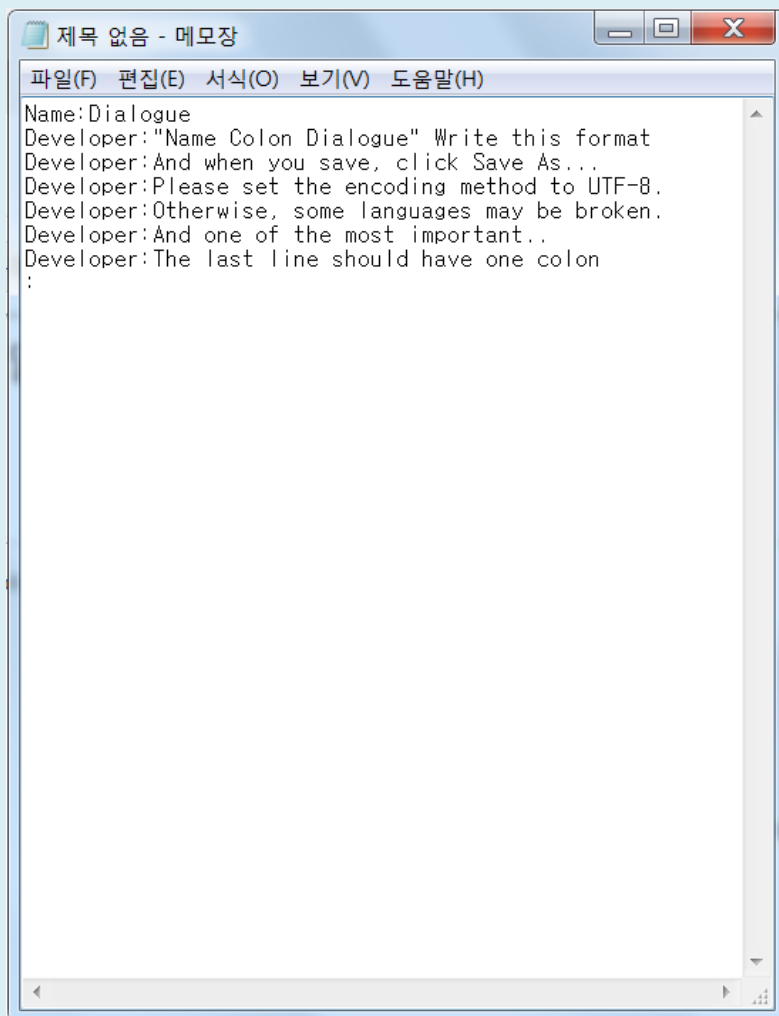 제목 없음 - 메모장
파일(F) 편집(E) 서식(O) 보기(V) 도움말(H)
Name:Dialogue
Developer:"Name Colon Dialogue" Write this format
Developer:And when you save, click Save As...
Developer:Please set the encoding method to UTF-8.
Developer:Otherwise, some languages may be broken.
Developer:And one of the most important..
Developer:The last line should have one colon
: